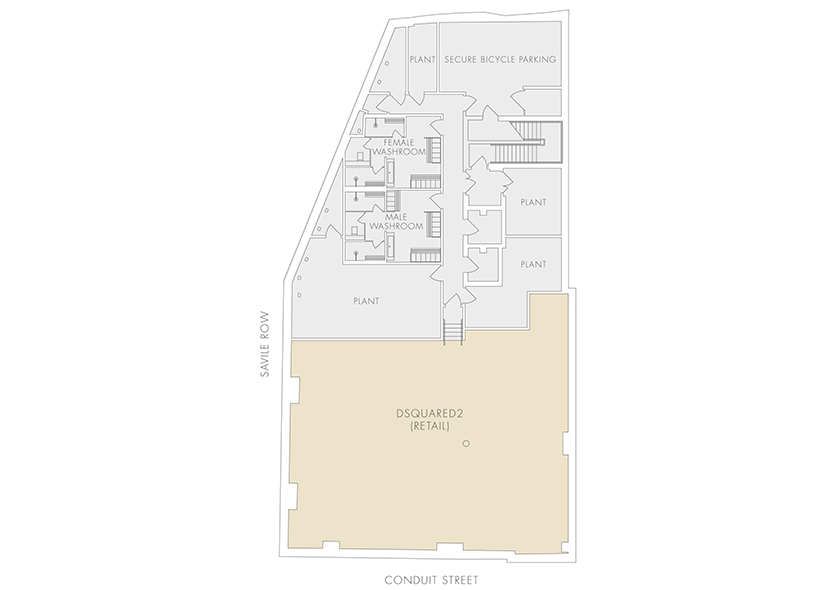 PLANT
SECURE BICYCLE PARKING
FEMALE
WASHROOM
MALE
WASHROOM
PLANT
PLANT
PLANT
SAVILE ROW
DSQUARED2
(RETAIL)
CONDUIT STREET